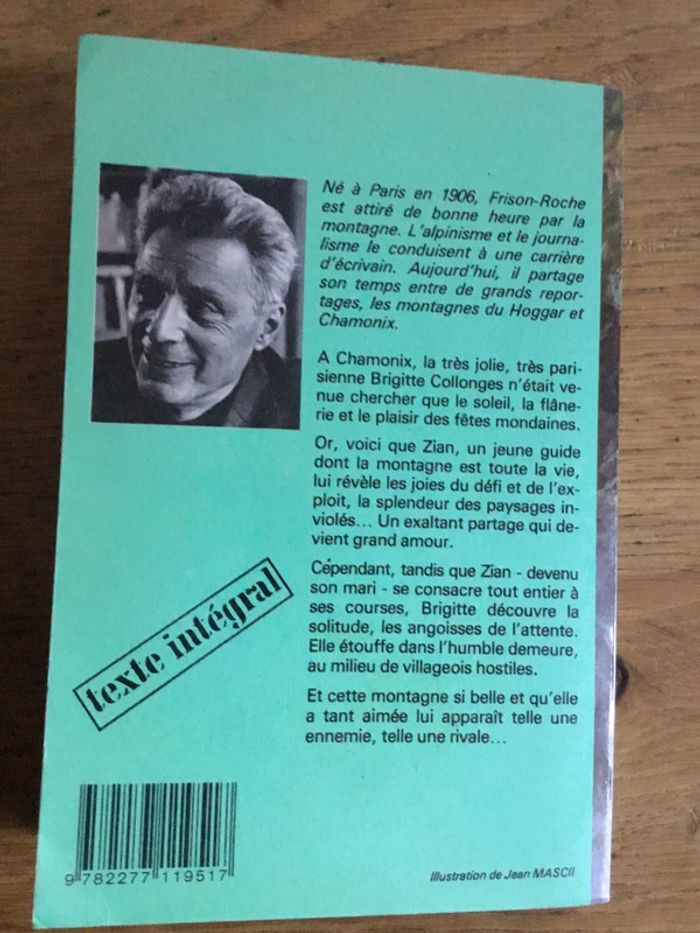 Né à Paris en 1906, Frison-Roche
est attiré de bonne heure par la
montagne. L'alpinisme et le journa-
lisme le conduisent à une carrière
d'écrivain. Aujourd'hui, il partage
son temps entre de grands repor-
tages, les montagnes du Hoggar et
Chamonix.
A Chamonix, la très jolie, très pari-
sienne Brigitte Collonges n'était ve-
nue chercher que le soleil, la flâne-
rie et le plaisir des fêtes mondaines.
Or, voici que Zian, un jeune guide
dont la montagne est toute la vie,
lui révèle les joies du défi et de l'ex-
ploit, la splendeur des paysages in-
violés... Un exaltant partage qui de-
vient grand amour.
Cependant, tandis que Zian - devenu
son mari - se consacre tout entier à
ses courses, Brigitte découvre la
solitude, les angoisses de l'attente.
Elle étouffe dans l'humble demeure,
au milieu de villageois hostiles.
Et cette montagne si belle et qu'elle
a tant aimée lui apparaît telle une
ennemie, telle une rivale...
texte intégral
9 782277 119517
Illustration de Jean MASCII